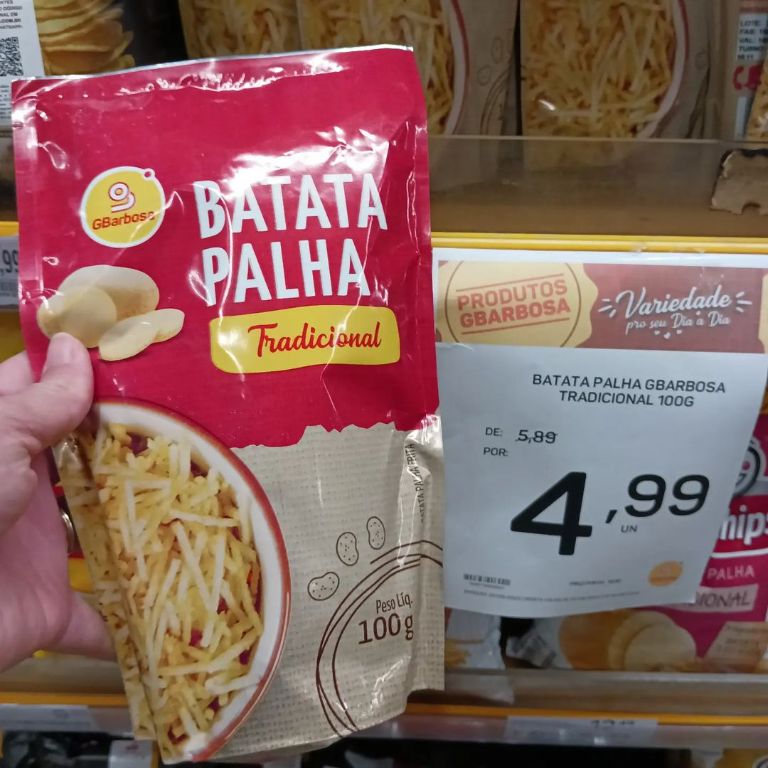 GBarbosa
BATATA
PALHA
Tradicional
Peso Líq.
100g
PRODUTOS
GBARBOSA
Variedade
pro seu Dia a Dia
BATATA PALHA GBARBOSA
TRADICIONAL 100G
DE: 5,89
POR:
4,99
UN
PALHA